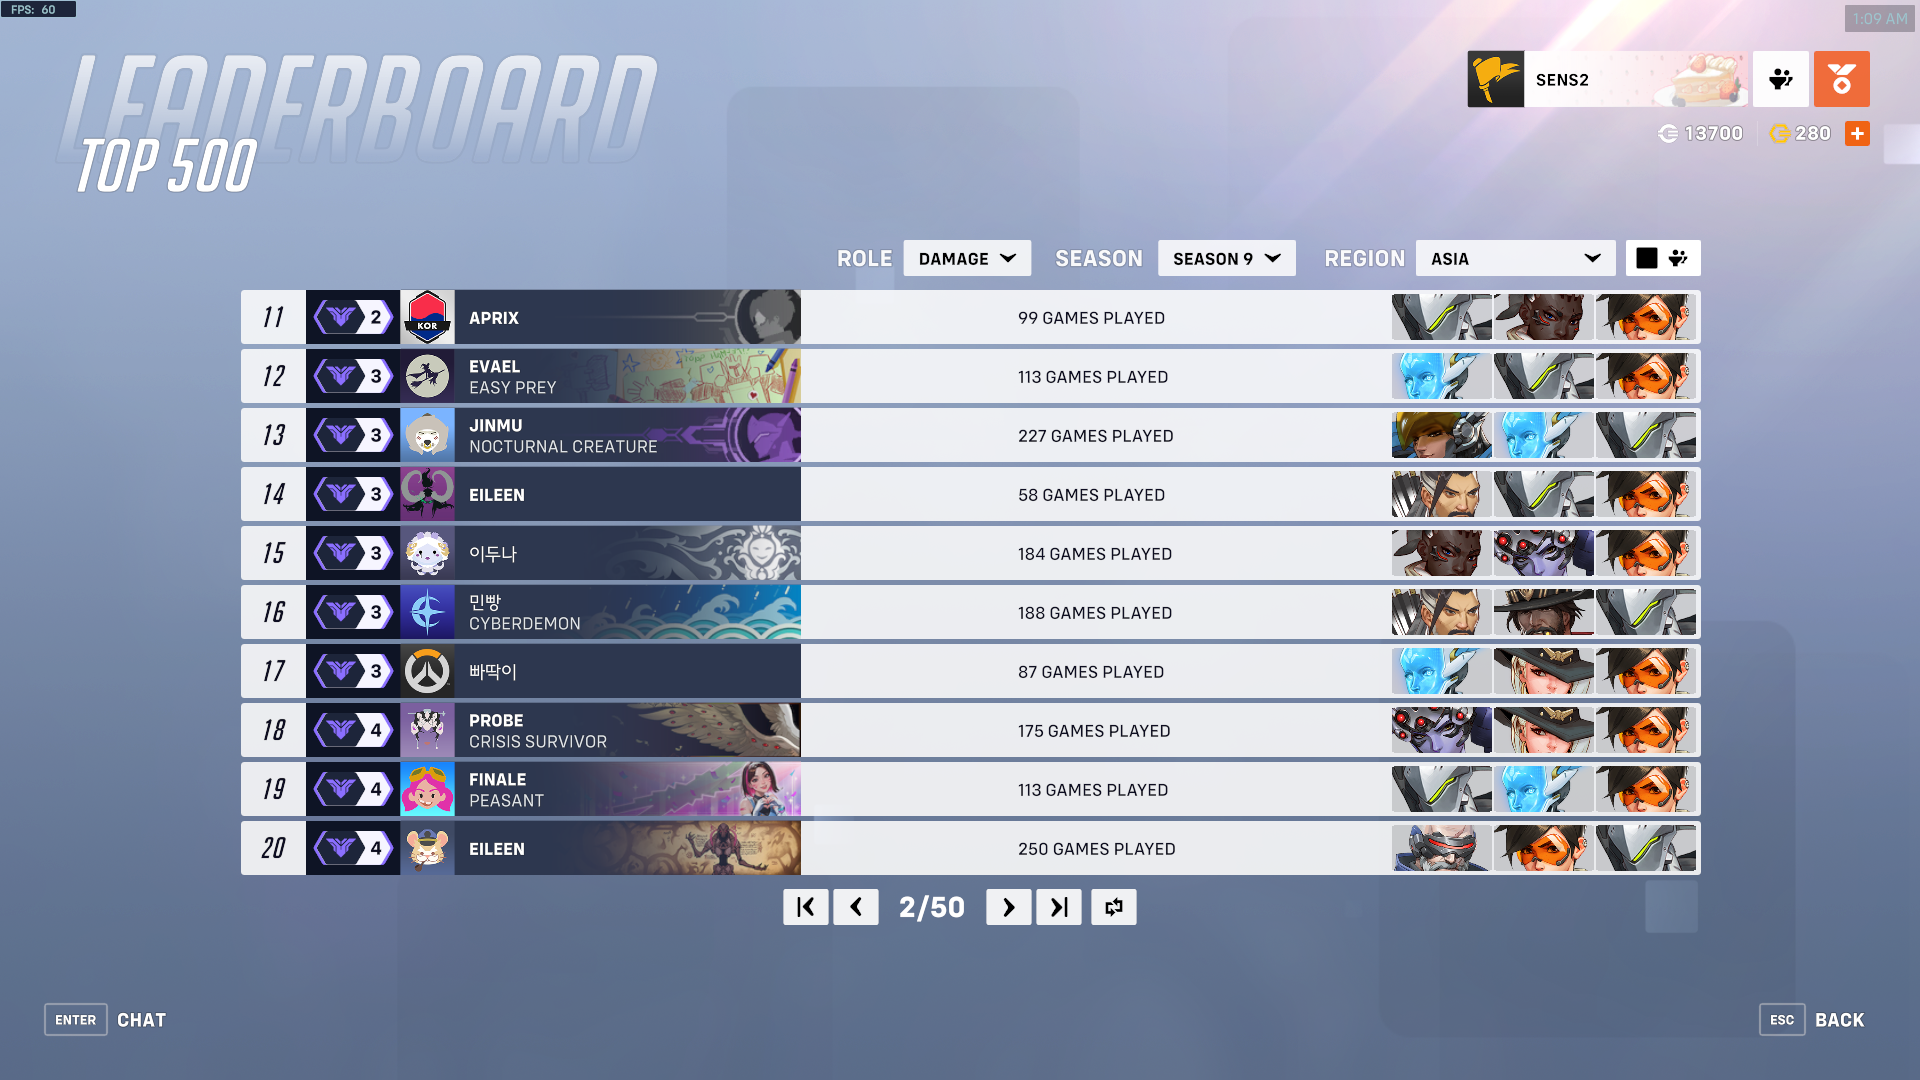 FPS: 60
1:09 AM
LEADERBOARD
TOP 500
SENS2
13700 280
ROLE DAMAGE SEASON SEASON 9 REGION ASIA
11 2 KOR APRIX 99 GAMES PLAYED
12 3 EVAEL 113 GAMES PLAYED
EASY PREY
13 3 JINMU 227 GAMES PLAYED
NOCTURNAL CREATURE
14 3 EILEEN 58 GAMES PLAYED
15 3 이두나 184 GAMES PLAYED
16 3 민빵 188 GAMES PLAYED
CYBERDEMON
17 3 빠딱이 87 GAMES PLAYED
18 4 PROBE 175 GAMES PLAYED
CRISIS SURVIVOR
19 4 FINALE 113 GAMES PLAYED
PEASANT
20 4 EILEEN 250 GAMES PLAYED
2/50
ENTER CHAT
ESC BACK